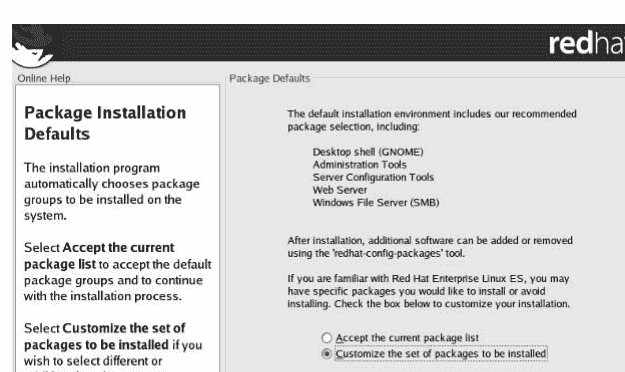 redha
Online Help
Package Defaults
Package Installation
Defaults
The installation program
automatically chooses package
groups to be installed on the
system.
Select Accept the current
package list to accept the default
package groups and to continue
with the installation process.
Select Customize the set of
packages to be installed if you
wish to select different or
The default installation environment includes our recommended
package selection, including:
Desktop shell (GNOME)
Administration Tools
Server Configuration Tools
Web Server
Windows File Server (SMB)
After installation, additional software can be added or removed
using the 'redhat-config-packages' tool.
If you are familiar with Red Hat Enterprise Linux ES, you may
have specific packages you would like to install or avoid
installing. Check the box below to customize your installation.
Accept the current package list
Customize the set of packages to be installed